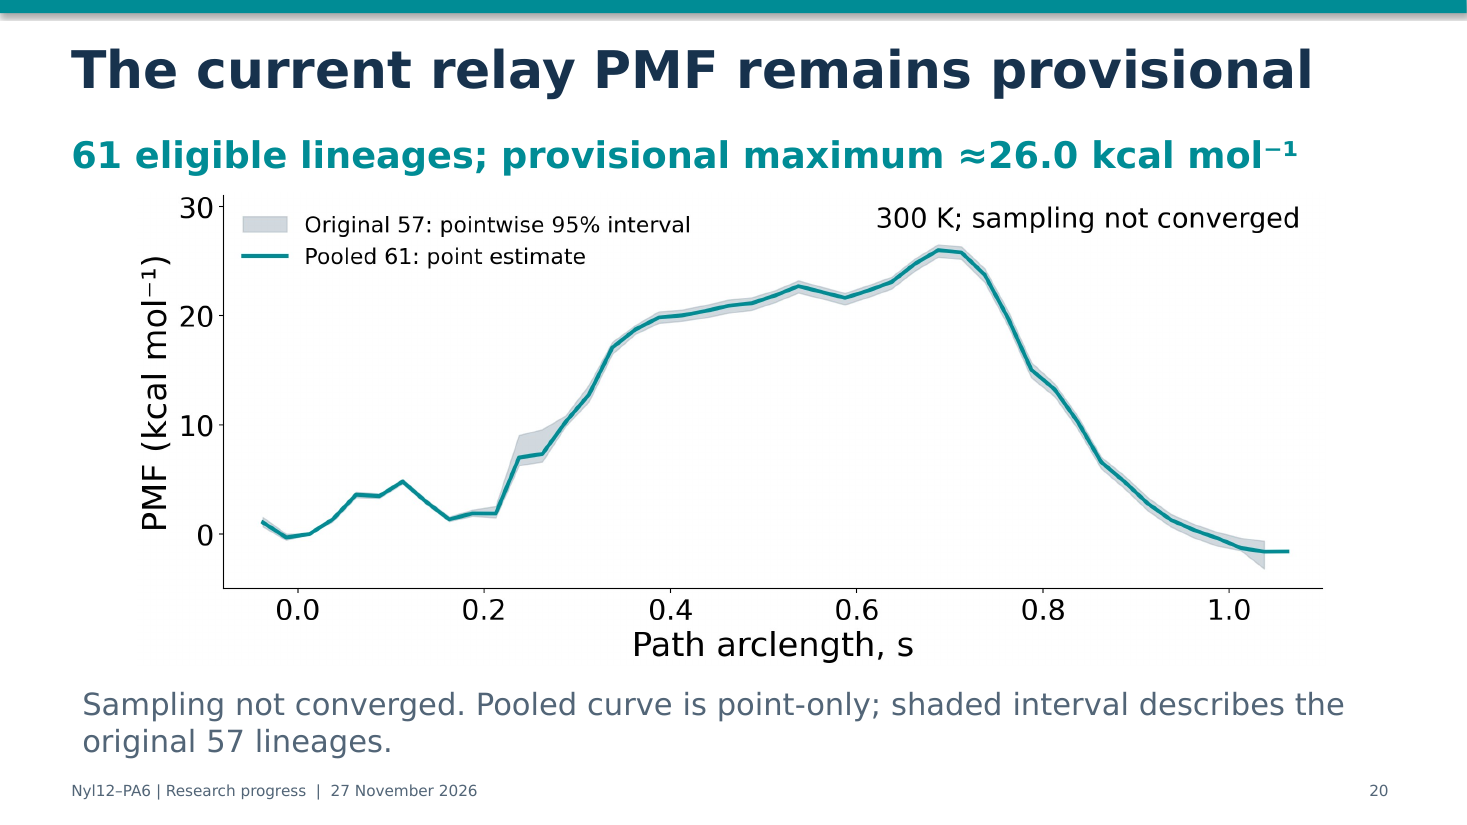 The current relay PMF remains provisional
61 eligible lineages; provisional maximum ≈26.0 kcal mol⁻¹
Original 57: pointwise 95% interval
Pooled 61: point estimate
300 K; sampling not converged
PMF (kcal mol⁻¹)
30
20
10
0
0.0 0.2 0.4 0.6 0.8 1.0
Path arclength, s
Sampling not converged. Pooled curve is point-only; shaded interval describes the
original 57 lineages.
Nyl12–PA6 | Research progress | 27 November 2026
20